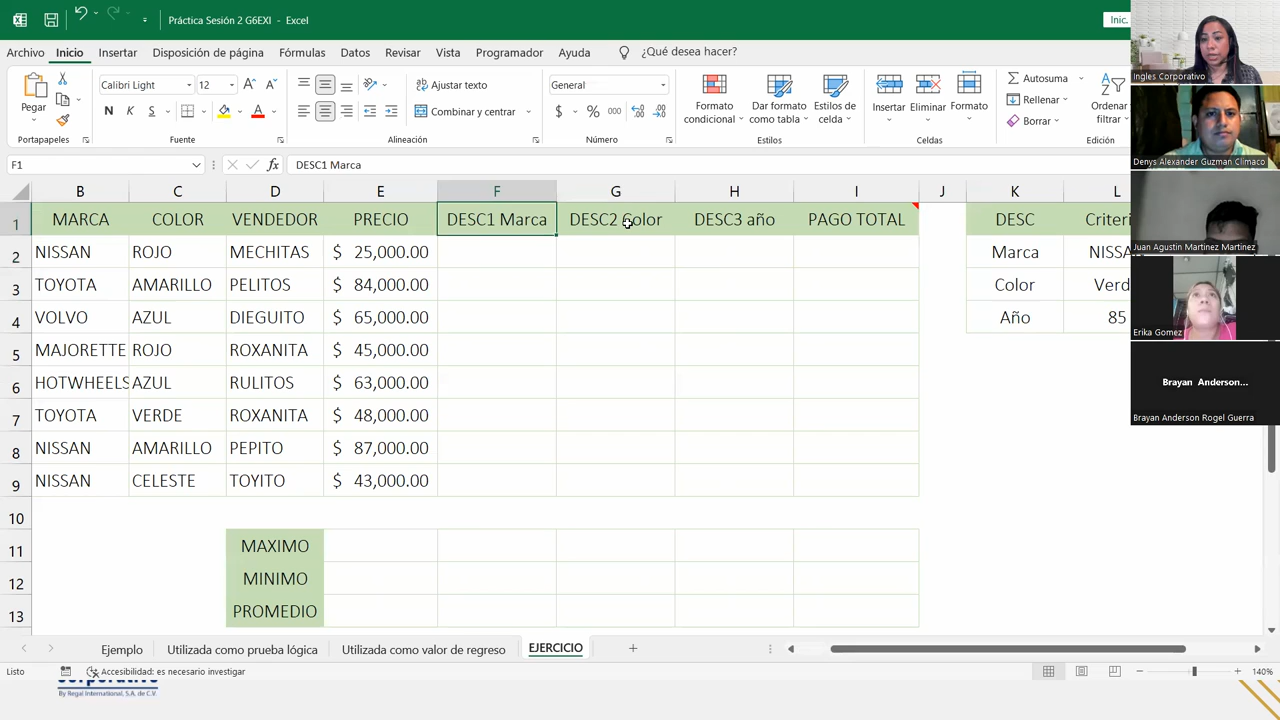 Práctica Sesión 2 G6EXI - Excel
Inic.
Archivo Inicio Insertar Disposición de página Fórmulas Datos Revisar ¿Qué desea hacer?
Pegar
Calibri Light 12
N K S
Combinar y centrar
General
$ % 000
Formato condicional
Dar formato como tabla
Estilos de celda
Insertar Eliminar Formato
Autosuma
Rellenar
Borrar
Ordenar filtrar
Portapapeles Fuente Estilos Celdas Edición
F1 fx DESC1 Marca
B C D E F G H I J K L
1 MARCA COLOR VENDEDOR PRECIO DESC1 Marca DESC2 Color DESC3 año PAGO TOTAL DESC
2 NISSAN ROJO MECHITAS $ 25,000.00 Marca
3 TOYOTA AMARILLO PELITOS $ 84,000.00 Color
4 VOLVO AZUL DIEGUITO $ 65,000.00 Año 85
5 MAJORETTE ROJO ROXANITA $ 45,000.00
6 HOTWHEELS AZUL RULITOS $ 63,000.00
7 TOYOTA VERDE ROXANITA $ 48,000.00
8 NISSAN AMARILLO PEPITO $ 87,000.00
9 NISSAN CELESTE TOYITO $ 43,000.00
10
11 MAXIMO
12 MINIMO
13 PROMEDIO
Ejemplo Utilizada como prueba lógica Utilizada como valor de regreso EJERCICIO
Listo Accesibilidad: es necesario investigar 140%
By Regal International, S.A. de C.V.
Ingles Corporativo
Denys Alexander Guzman Climaco
Juan Agustin Martinez Martinez
Erika Gomez
Brayan Anderson...
Brayan Anderson Rogel Guerra